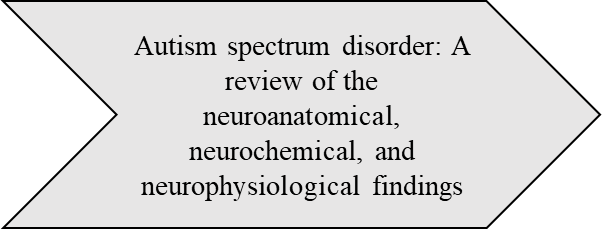 Autism spectrum disorder: A
review of the
neuroanatomical,
neurochemical, and
neurophysiological findings